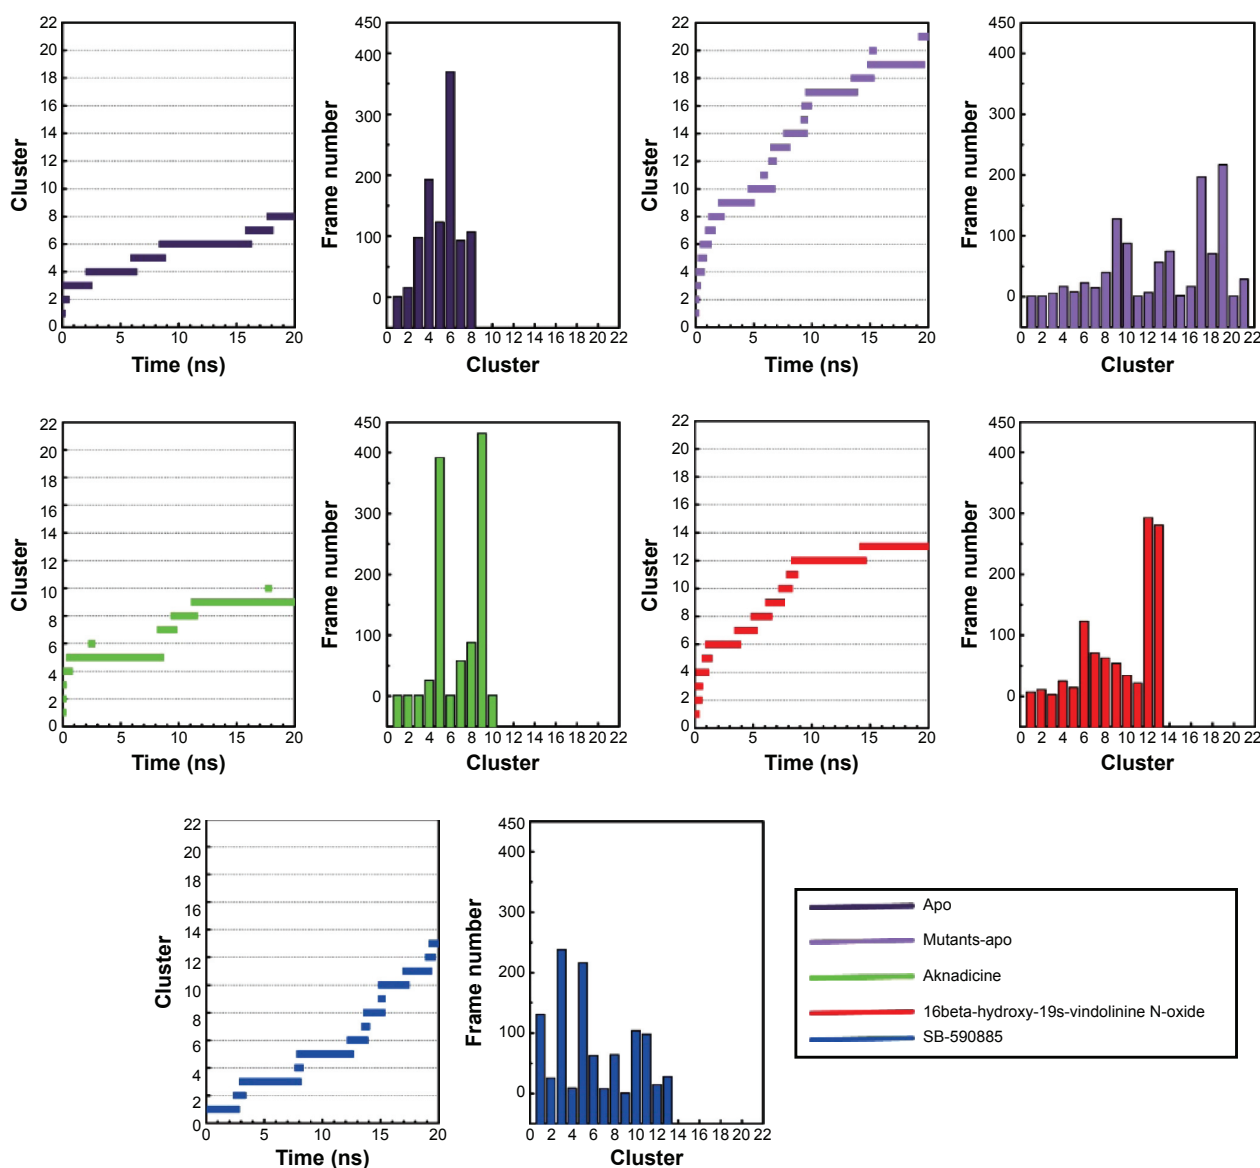 Cluster
22
20
18
16
14
12
10
8
6
4
2
0
0 5 10 15 20
Time (ns)
Frame number
450
400
300
200
100
0
0 2 4 6 8 10 12 14 16 18 20 22
Cluster
Cluster
22
20
18
16
14
12
10
8
6
4
2
0
0 5 10 15 20
Time (ns)
Frame number
450
400
300
200
100
0
0 2 4 6 8 10 12 14 16 18 20 22
Cluster
Cluster
22
20
18
16
14
12
10
8
6
4
2
0
0 5 10 15 20
Time (ns)
Frame number
450
400
300
200
100
0
0 2 4 6 8 10 12 14 16 18 20 22
Cluster
Cluster
22
20
18
16
14
12
10
8
6
4
2
0
0 5 10 15 20
Time (ns)
Frame number
450
400
300
200
100
0
0 2 4 6 8 10 12 14 16 18 20 22
Cluster
Cluster
22
20
18
16
14
12
10
8
6
4
2
0
0 5 10 15 20
Time (ns)
Frame number
450
400
300
200
100
0
0 2 4 6 8 10 12 14 16 18 20 22
Cluster
Apo
Mutants-apo
Aknadicine
16beta-hydroxy-19s-vindolinine N-oxide
SB-590885